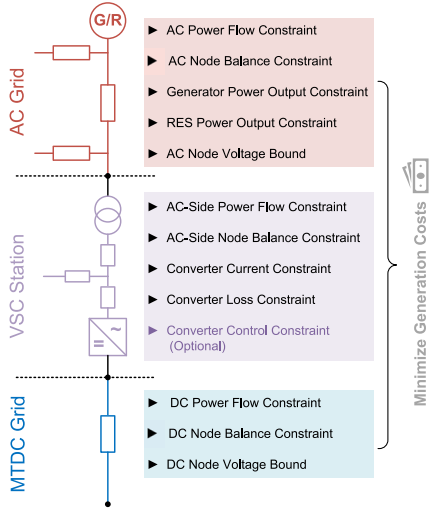 G/R
AC Grid
► AC Power Flow Constraint
► AC Node Balance Constraint
► Generator Power Output Constraint
► RES Power Output Constraint
► AC Node Voltage Bound
VSC Station
► AC-Side Power Flow Constraint
► AC-Side Node Balance Constraint
► Converter Current Constraint
► Converter Loss Constraint
► Converter Control Constraint
(Optional)
= ~
MTDC Grid
► DC Power Flow Constraint
► DC Node Balance Constraint
► DC Node Voltage Bound
Minimize Generation Costs